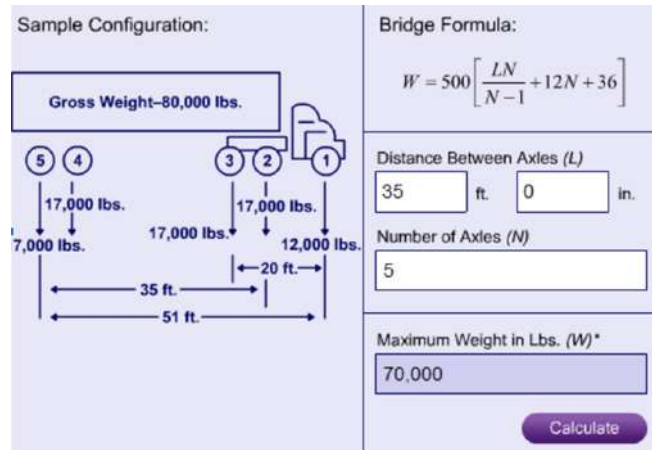 Sample Configuration:
Gross Weight–80,000 lbs.
5 4 3 2 1
17,000 lbs. 17,000 lbs.
7,000 lbs. 17,000 lbs. 12,000 lbs.
20 ft.
35 ft.
51 ft.
Bridge Formula:
W = 500 [ LN / N – 1 + 12N + 36 ]
Distance Between Axles (L)
35 ft. 0 in.
Number of Axles (N)
5
Maximum Weight in Lbs. (W)*
70,000
Calculate